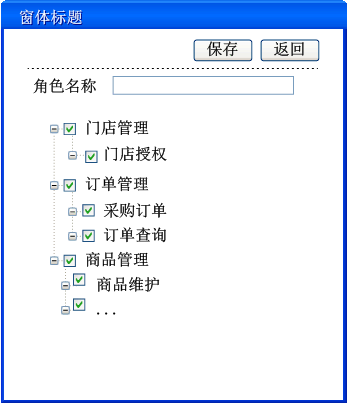 窗体标题
保存 返回
角色名称
门店管理
门店授权
订单管理
采购订单
订单查询
商品管理
商品维护
...